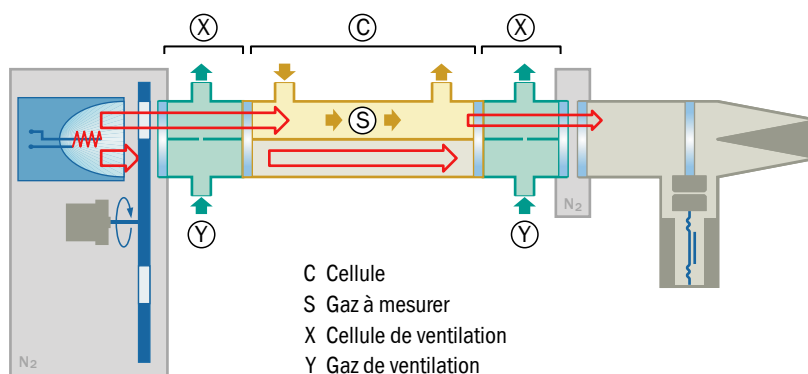 X C X
S
Y Y
N2
N2
C Cellule
S Gaz à mesurer
X Cellule de ventilation
Y Gaz de ventilation